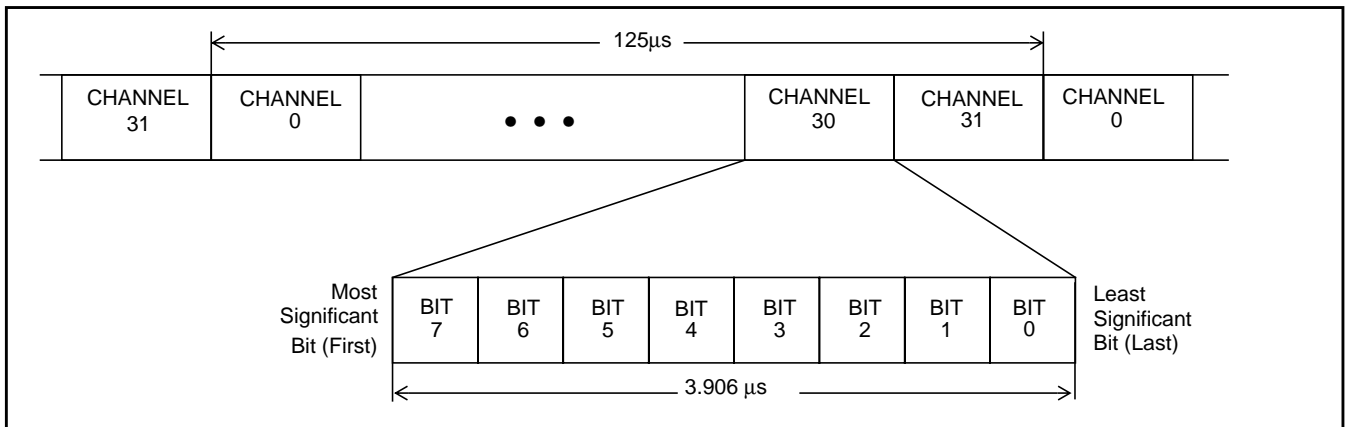 125μs
CHANNEL
31
CHANNEL
0
CHANNEL
30
CHANNEL
31
CHANNEL
0
Most
Significant
Bit (First)
BIT
7
BIT
6
BIT
5
BIT
4
BIT
3
BIT
2
BIT
1
BIT
0
Least
Significant
Bit (Last)
3.906 μs